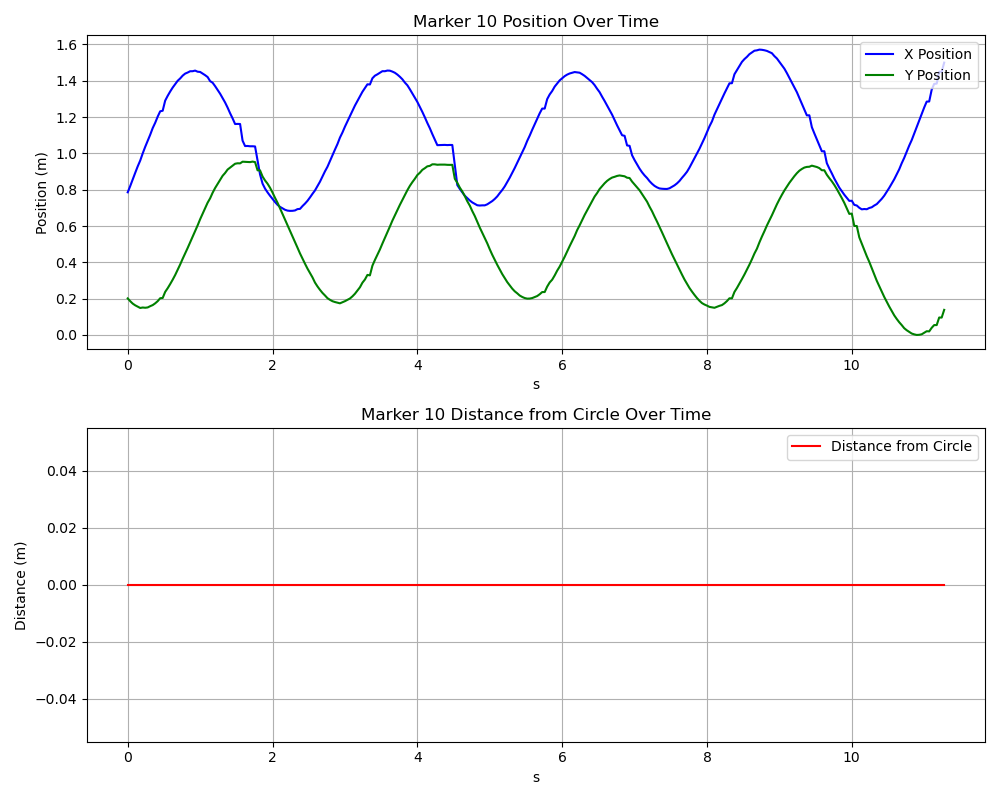 Marker 10 Position Over Time
1.6
1.4
1.2
1.0
0.8
0.6
0.4
0.2
0.0
Position (m)
X Position
Y Position
0 2 4 6 8 10
s
Marker 10 Distance from Circle Over Time
0.04
0.02
0.00
−0.02
−0.04
Distance (m)
Distance from Circle
0 2 4 6 8 10
s